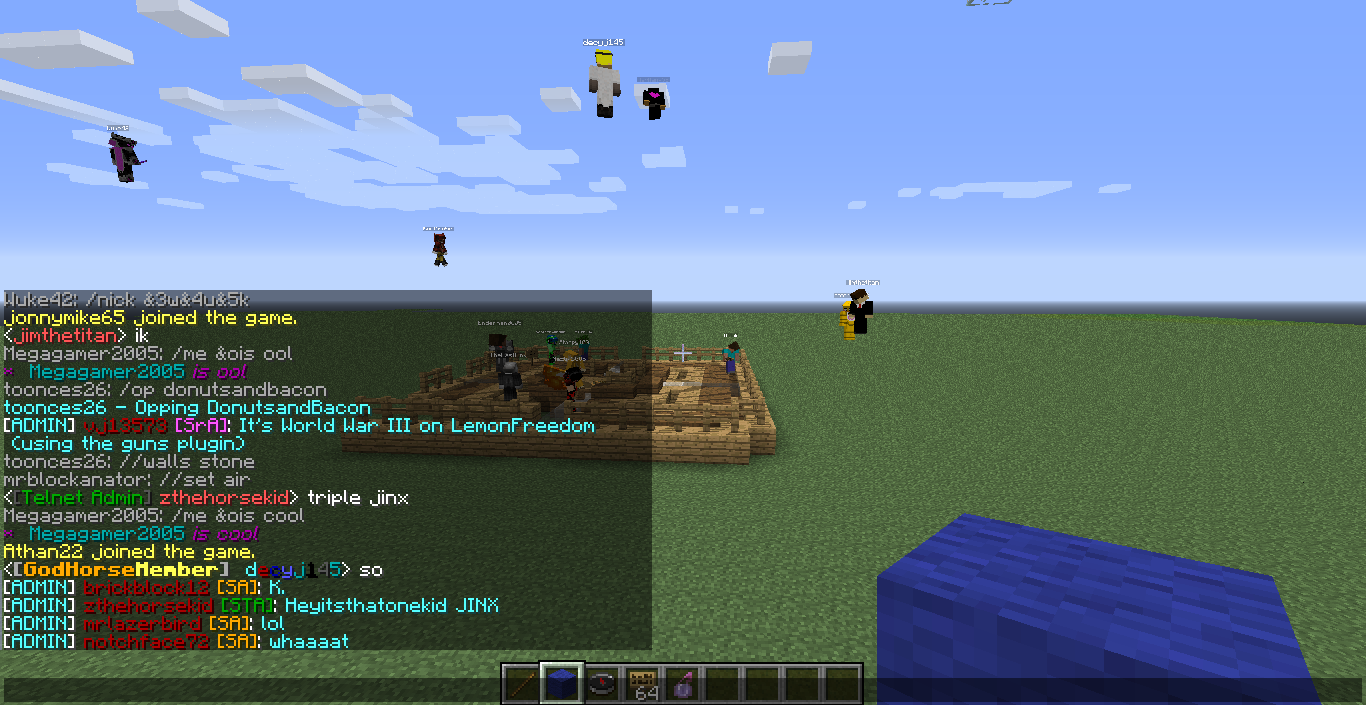 decyj145
Wuke42: /nick &3w&4u&5k
jonnymike65 joined the game.
<jimthetitan> ik
Megagamer2005: /me &ois ool
* Megagamer2005 is ool
toonces26: /op donutsandbacon
toonces26 - Opping DonutsandBacon
[ADMIN] vj13573 [SrA]: It's World War III on LemonFreedom
(using the guns plugin)
toonces26: //walls stone
mrblockanator: //set air
<[Telnet Admin] zthehorsekid> triple jinx
Megagamer2005: /me &ois cool
* Megagamer2005 is cool
Athan22 joined the game.
<[GodHorseMember] decyj145> so
[ADMIN] brickblock12 [SA]: K.
[ADMIN] zthehorsekid [STA]: Heyitsthatonekid JINX
[ADMIN] mrlazerbird [SA]: lol
[ADMIN] notchface72 [SA]: whaaaat
64